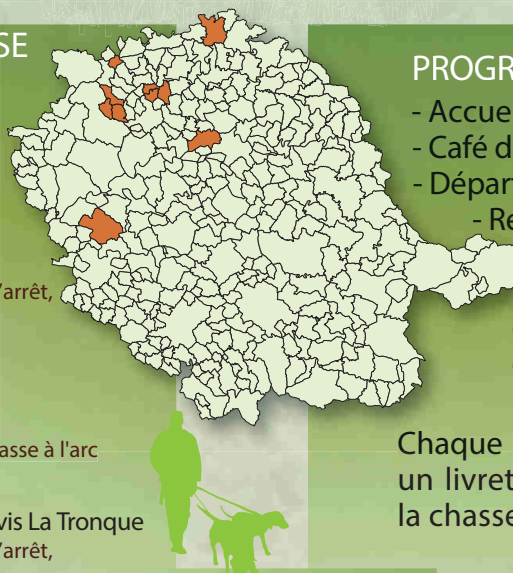 SE
PROGR
- Accue
- Café d
- Dépar
- Re
'arrêt,
asse à l'arc
vis La Tronque
'arrêt,
Chaque
un livret
la chasse